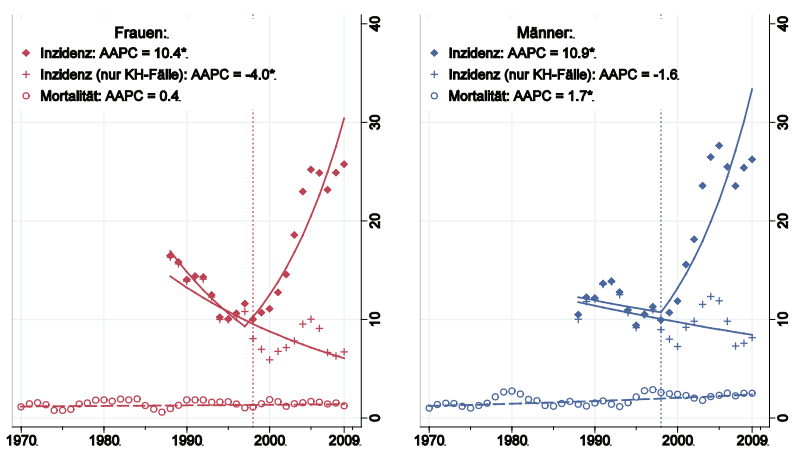 Frauen:.
Inzidenz: AAPC = 10.4*.
Inzidenz (nur KH-Fälle): AAPC = -4.0*.
Mortalität: AAPC = 0.4.
40
30
20
10
0
1970.
1980.
1990.
2000.
2009.
Männer:.
Inzidenz: AAPC = 10.9*.
Inzidenz (nur KH-Fälle): AAPC = -1.6.
Mortalität: AAPC = 1.7*.
40
30
20
10
0
1970.
1980.
1990.
2000.
2009.